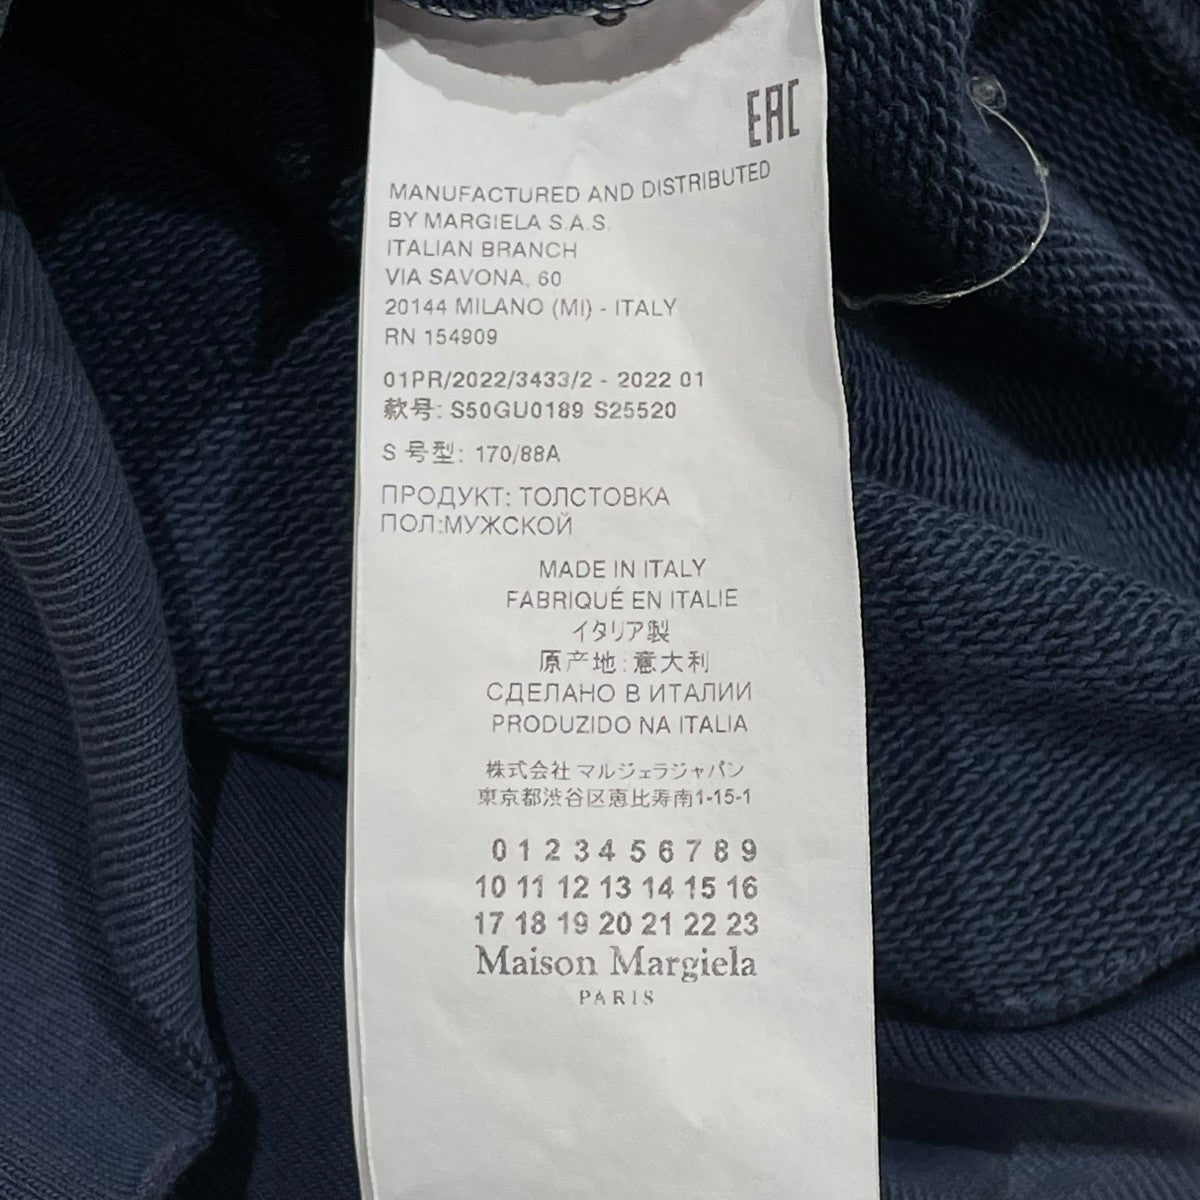 EAC
MANUFACTURED AND DISTRIBUTED
BY MARGIELA S.A.S.
ITALIAN BRANCH
VIA SAVONA, 60
20144 MILANO (MI) - ITALY
RN 154909
01PR/2022/3433/2 - 2022 01
款号: S50GU0189 S25520
S 号型: 170/88A
ПРОДУКТ: ТОЛСТОВКА
ПОЛ:МУЖСКОЙ
MADE IN ITALY
FABRIQUÉ EN ITALIE
イタリア製
原产地:意大利
СДЕЛАНО В ИТАЛИИ
PRODUZIDO NA ITALIA
株式会社 マルジェラジャパン
東京都渋谷区恵比寿南1-15-1
0 1 2 3 4 5 6 7 8 9
10 11 12 13 14 15 16
17 18 19 20 21 22 23
Maison Margiela
PARIS